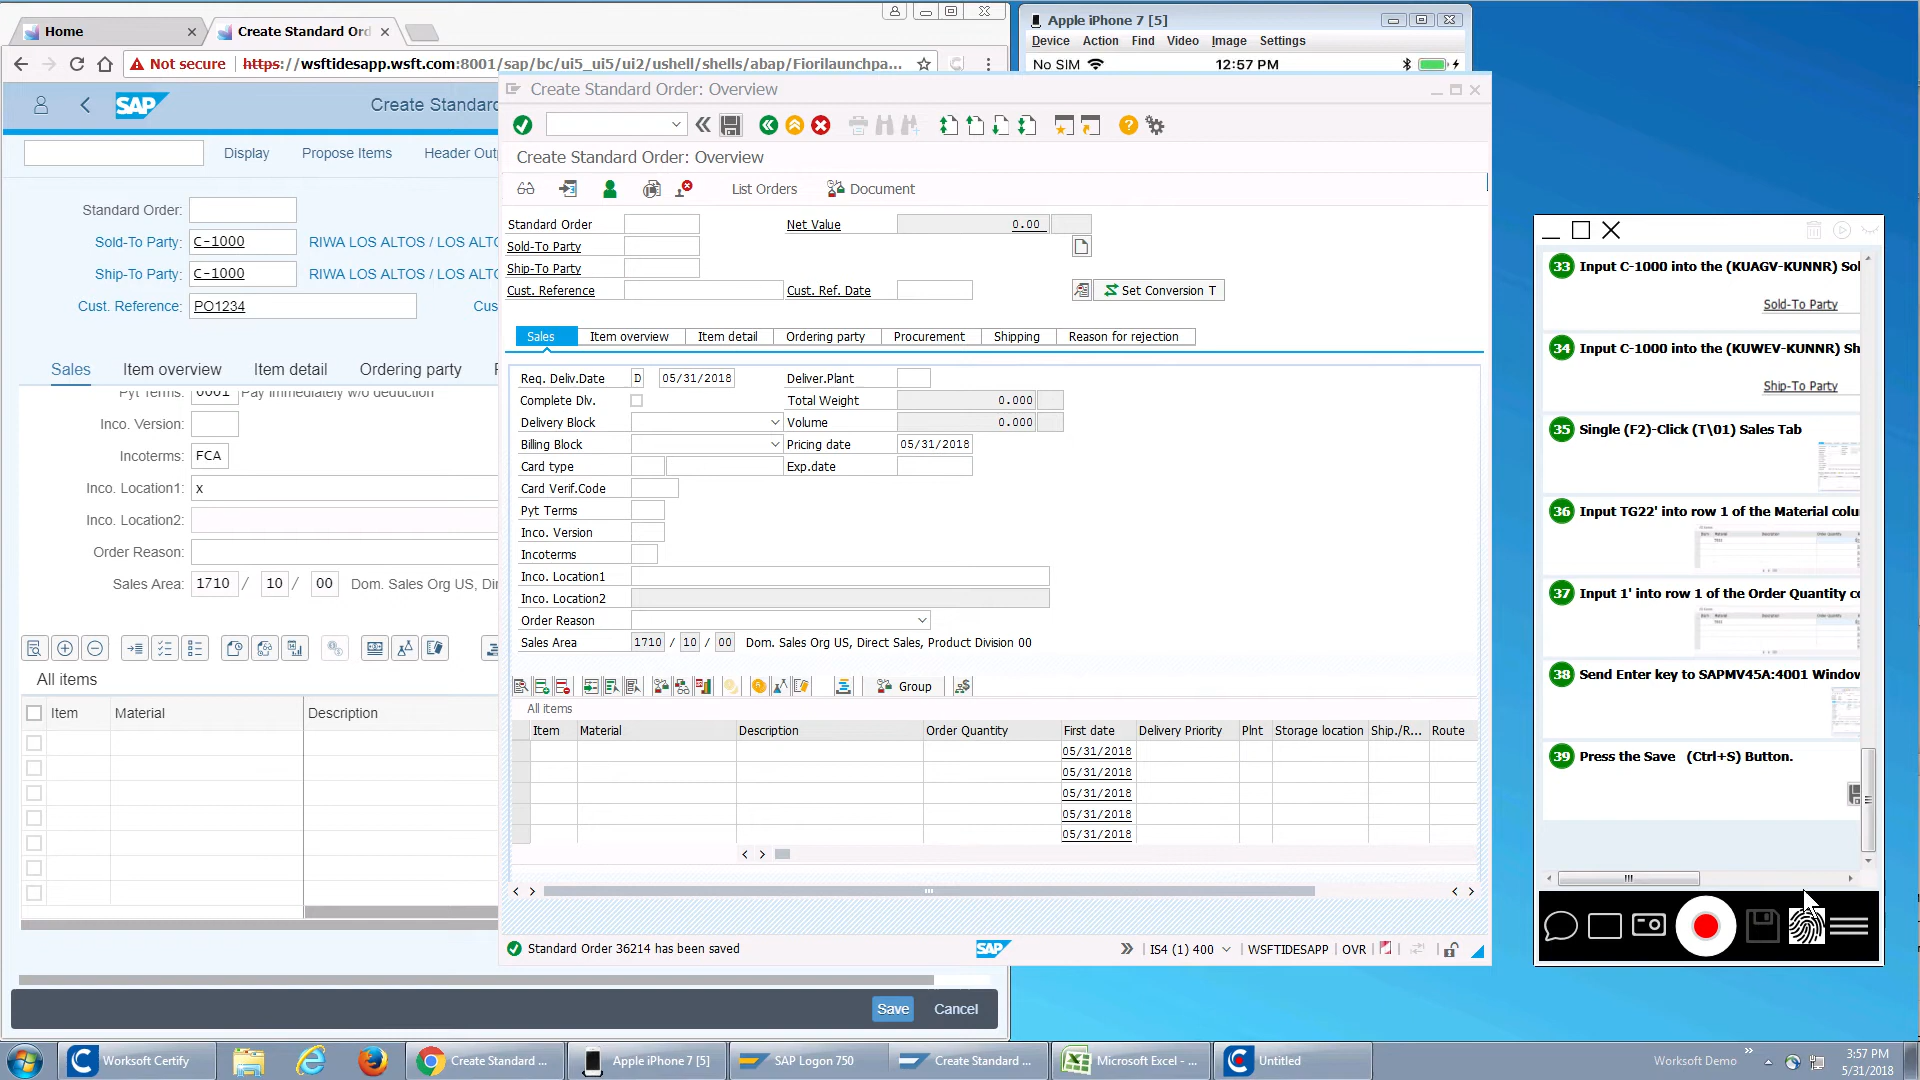 Home
Create Standard Ord
Not secure
https://wsftidesapp.wsft.com:8001/sap/bc/ui5_ui5/ui2/ushell/shells/abap/Fiorilaunchpa...
SAP
Create Standard
Display
Propose Items
Header Outp
Standard Order:
Sold-To Party: C-1000 RIWA LOS ALTOS / LOS ALTO
Ship-To Party: C-1000 RIWA LOS ALTOS / LOS ALTO
Cust. Reference: PO1234 Cus
Sales
Item overview
Item detail
Ordering party
Pyt Terms: 0001 Pay immediately w/o deduction
Inco. Version:
Incoterms: FCA
Inco. Location1: x
Inco. Location2:
Order Reason:
Sales Area: 1710 / 10 / 00 Dom. Sales Org US, Dir
All items
Item Material Description
Save Cancel
Apple iPhone 7 [5]
Device Action Find Video Image Settings
No SIM 12:57 PM
Create Standard Order: Overview
Create Standard Order: Overview
List Orders
Document
Standard Order
Net Value 0.00
Sold-To Party
Ship-To Party
Cust. Reference
Cust. Ref. Date
Set Conversion T
Sales
Item overview
Item detail
Ordering party
Procurement
Shipping
Reason for rejection
Req. Deliv.Date D 05/31/2018 Deliver.Plant
Complete Dlv. Total Weight 0.000
Delivery Block Volume 0.000
Billing Block Pricing date 05/31/2018
Card type Exp.date
Card Verif.Code
Pyt Terms
Inco. Version
Incoterms
Inco. Location1
Inco. Location2
Order Reason
Sales Area 1710 / 10 / 00 Dom. Sales Org US, Direct Sales, Product Division 00
Group
All items
Item Material Description Order Quantity First date Delivery Priority Plnt Storage location Ship./R... Route
05/31/2018
05/31/2018
05/31/2018
05/31/2018
05/31/2018
Standard Order 36214 has been saved
SAP
IS4 (1) 400
WSFTIDESAPP
OVR
33 Input C-1000 into the (KUAGV-KUNNR) Sol
Sold-To Party
34 Input C-1000 into the (KUWEV-KUNNR) Sh
Ship-To Party
35 Single (F2)-Click (T\01) Sales Tab
36 Input TG22' into row 1 of the Material colu
37 Input 1' into row 1 of the Order Quantity co
38 Send Enter key to SAPMV45A:4001 Window
39 Press the Save (Ctrl+S) Button.
Worksoft Certify
Create Standard ...
Apple iPhone 7 [5]
SAP Logon 750
Create Standard ...
Microsoft Excel - ...
Untitled
Worksoft Demo
3:57 PM
5/31/2018